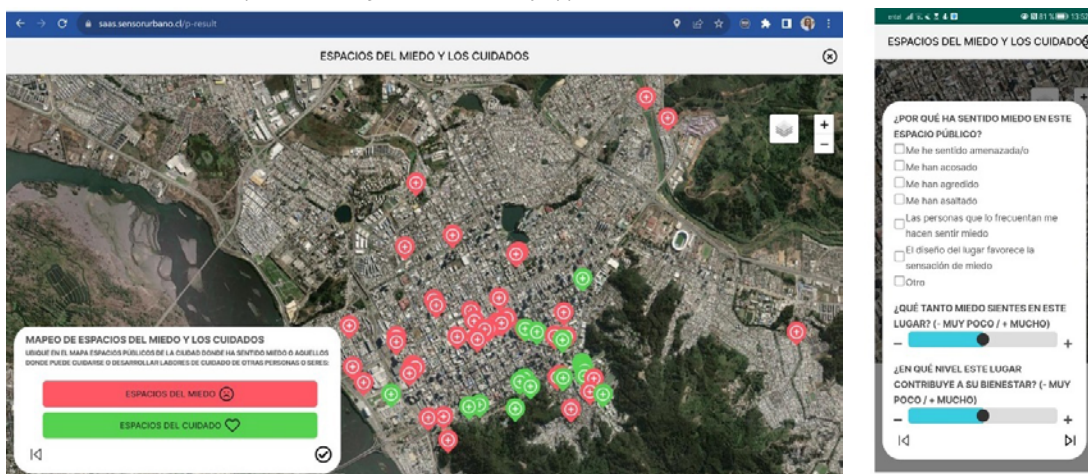 saas.sensorurbano.cl/p-result
ESPACIOS DEL MIEDO Y LOS CUIDADOS
+
−
MAPEO DE ESPACIOS DEL MIEDO Y LOS CUIDADOS
UBIQUE EN EL MAPA ESPACIOS PÚBLICOS DE LA CIUDAD DONDE HA SENTIDO MIEDO O AQUELLOS
DONDE PUEDE CUIDARSE O DESARROLLAR LABORES DE CUIDADO DE OTRAS PERSONAS O SERES:
ESPACIOS DEL MIEDO
ESPACIOS DEL CUIDADO
81 % 13:52
ESPACIOS DEL MIEDO Y LOS CUIDADO
¿POR QUÉ HA SENTIDO MIEDO EN ESTE
ESPACIO PÚBLICO?
Me he sentido amenazada/o
Me han acosado
Me han agredido
Me han asaltado
Las personas que lo frecuentan me
hacen sentir miedo
El diseño del lugar favorece la
sensación de miedo
Otro
¿QUÉ TANTO MIEDO SIENTES EN ESTE
LUGAR? (- MUY POCO / + MUCHO)
− +
¿EN QUÉ NIVEL ESTE LUGAR
CONTRIBUYE A SU BIENESTAR? (- MUY
POCO / + MUCHO)
− +